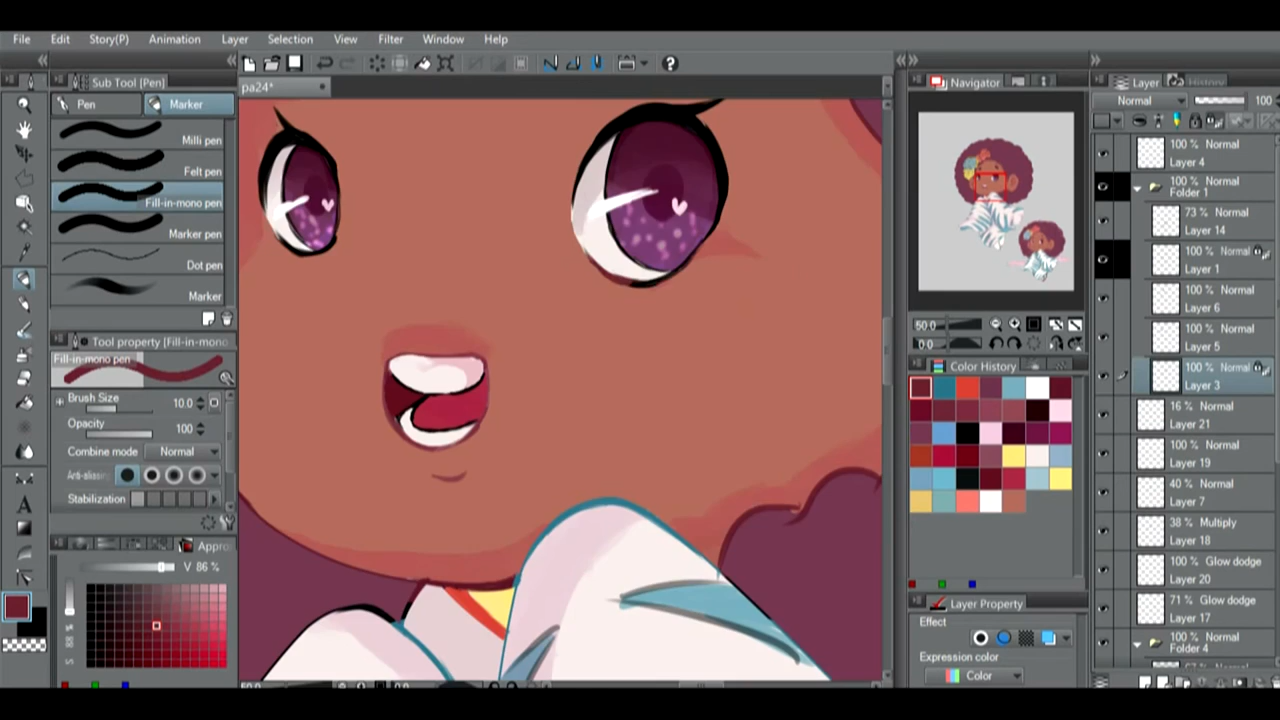 File Edit Story(P) Animation Layer Selection View Filter Window Help
pa24*
Sub Tool [Pen]
Pen Marker
Milli pen
Felt pen
Fill-in-mono pen
Marker pen
Dot pen
Marker
Tool property [Fill-in-mono
Fill-in-mono pen
Brush Size 10.0
Opacity 100
Combine mode Normal
Anti-aliasing
Stabilization
Appro
V 86 %
A
S
50.0
0.0
Navigator
50.0
0.0
Color History
Layer Property
Effect
Expression color
Color
Layer History
Normal 100
100 % Normal
Layer 4
100 % Normal
Folder 1
73 % Normal
Layer 14
100 % Normal
Layer 1
100 % Normal
Layer 6
100 % Normal
Layer 5
100 % Normal
Layer 3
16 % Normal
Layer 21
100 % Normal
Layer 19
40 % Normal
Layer 7
38 % Multiply
Layer 18
100 % Glow dodge
Layer 20
71 % Glow dodge
Layer 17
100 % Normal
Folder 4